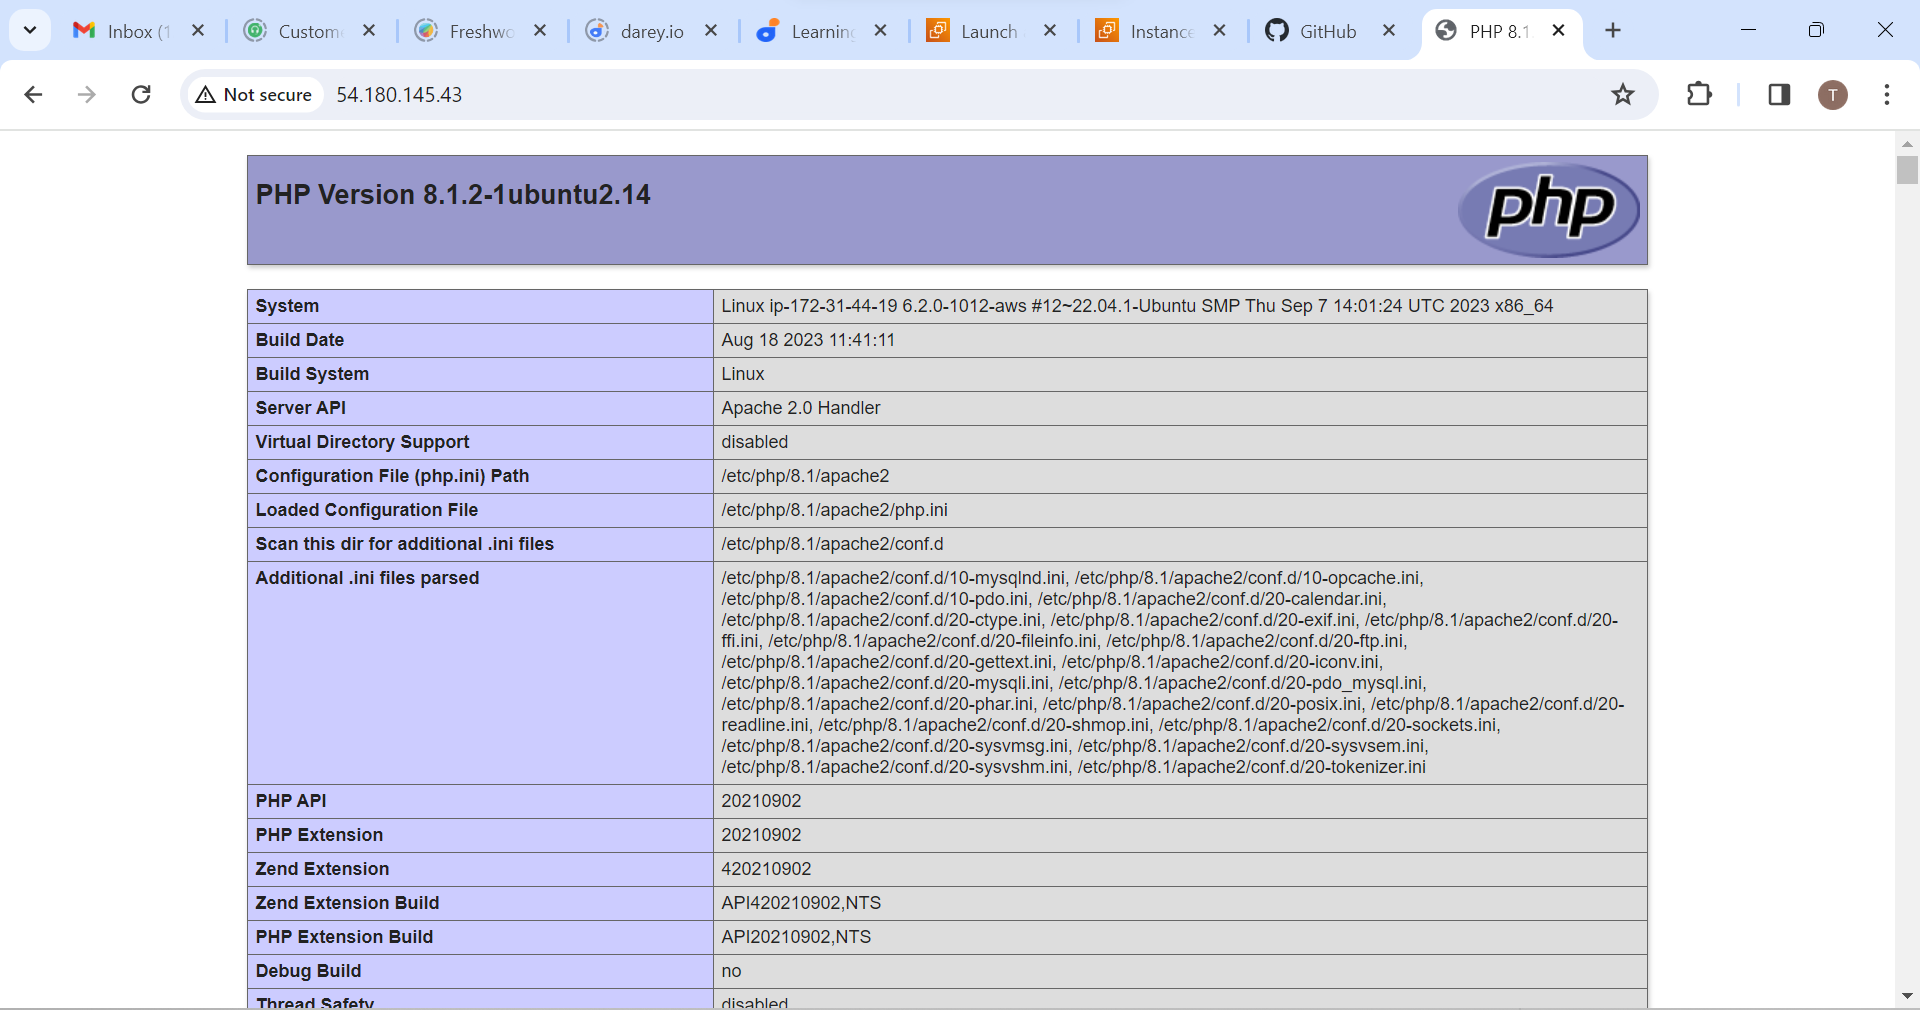 Inbox (1
Custome
Freshwo
darey.io
Learning
Launch
Instance
GitHub
PHP 8.1
Not secure
54.180.145.43
T
PHP Version 8.1.2-1ubuntu2.14
php
System Linux ip-172-31-44-19 6.2.0-1012-aws #12~22.04.1-Ubuntu SMP Thu Sep 7 14:01:24 UTC 2023 x86_64
Build Date Aug 18 2023 11:41:11
Build System Linux
Server API Apache 2.0 Handler
Virtual Directory Support disabled
Configuration File (php.ini) Path /etc/php/8.1/apache2
Loaded Configuration File /etc/php/8.1/apache2/php.ini
Scan this dir for additional .ini files /etc/php/8.1/apache2/conf.d
Additional .ini files parsed /etc/php/8.1/apache2/conf.d/10-mysqlnd.ini, /etc/php/8.1/apache2/conf.d/10-opcache.ini,
/etc/php/8.1/apache2/conf.d/10-pdo.ini, /etc/php/8.1/apache2/conf.d/20-calendar.ini,
/etc/php/8.1/apache2/conf.d/20-ctype.ini, /etc/php/8.1/apache2/conf.d/20-exif.ini, /etc/php/8.1/apache2/conf.d/20-
ffi.ini, /etc/php/8.1/apache2/conf.d/20-fileinfo.ini, /etc/php/8.1/apache2/conf.d/20-ftp.ini,
/etc/php/8.1/apache2/conf.d/20-gettext.ini, /etc/php/8.1/apache2/conf.d/20-iconv.ini,
/etc/php/8.1/apache2/conf.d/20-mysqli.ini, /etc/php/8.1/apache2/conf.d/20-pdo_mysql.ini,
/etc/php/8.1/apache2/conf.d/20-phar.ini, /etc/php/8.1/apache2/conf.d/20-posix.ini, /etc/php/8.1/apache2/conf.d/20-
readline.ini, /etc/php/8.1/apache2/conf.d/20-shmop.ini, /etc/php/8.1/apache2/conf.d/20-sockets.ini,
/etc/php/8.1/apache2/conf.d/20-sysvmsg.ini, /etc/php/8.1/apache2/conf.d/20-sysvsem.ini,
/etc/php/8.1/apache2/conf.d/20-sysvshm.ini, /etc/php/8.1/apache2/conf.d/20-tokenizer.ini
PHP API 20210902
PHP Extension 20210902
Zend Extension 420210902
Zend Extension Build API420210902,NTS
PHP Extension Build API20210902,NTS
Debug Build no
Thread Safety disabled